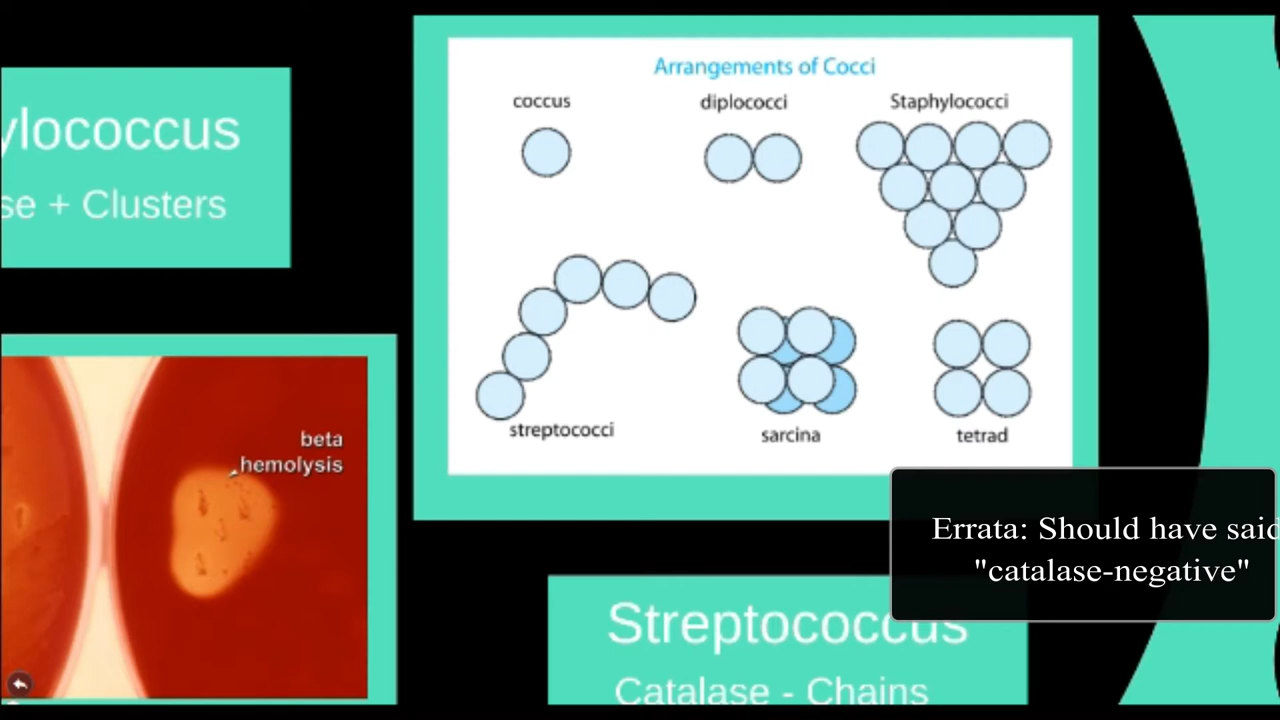 Arrangements of Cocci
coccus
diplococci
Staphylococci
ylococcus
se + Clusters
streptococci
sarcina
tetrad
beta
hemolysis
Errata: Should have said
"catalase-negative"
Streptococcus
Catalase - Chains